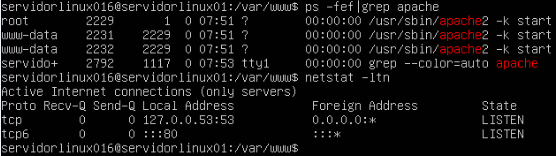 servidorlinux016@servidorlinux01:/var/www$ ps -fef|grep apache
root 2229 1 0 07:51 ? 00:00:00 /usr/sbin/apache2 -k start
www-data 2231 2229 0 07:51 ? 00:00:00 /usr/sbin/apache2 -k start
www-data 2232 2229 0 07:51 ? 00:00:00 /usr/sbin/apache2 -k start
servido+ 2792 1117 0 07:53 tty1 00:00:00 grep --color=auto apache
servidorlinux016@servidorlinux01:/var/www$ netstat -ltn
Active Internet connections (only servers)
Proto Recv-Q Send-Q Local Address Foreign Address State
tcp 0 0 127.0.0.53:53 0.0.0.0:* LISTEN
tcp6 0 0 :::80 :::* LISTEN
servidorlinux016@servidorlinux01:/var/www$